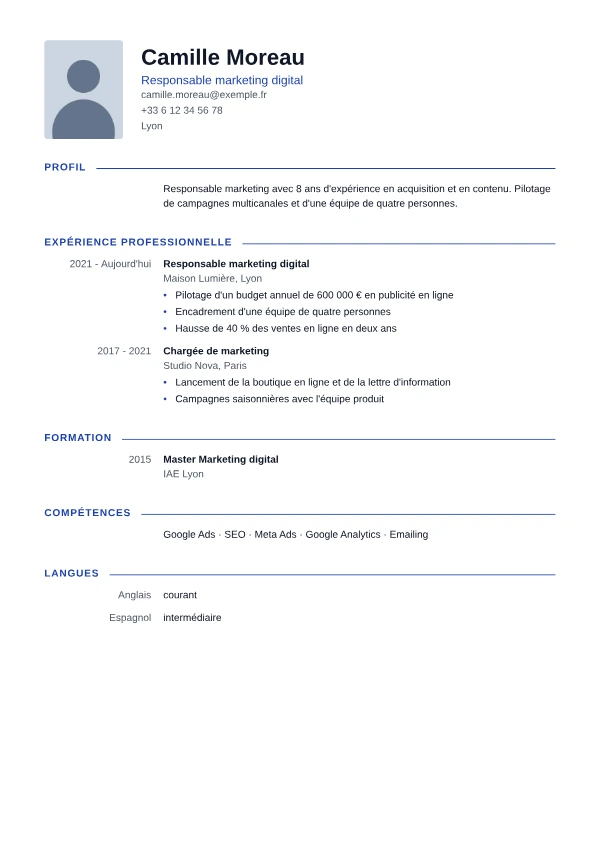 Camille Moreau
Responsable marketing digital
camille.moreau@exemple.fr
+33 6 12 34 56 78
Lyon
PROFIL
Responsable marketing avec 8 ans d'expérience en acquisition et en contenu. Pilotage
de campagnes multicanales et d'une équipe de quatre personnes.
EXPÉRIENCE PROFESSIONNELLE
2021 - Aujourd'hui Responsable marketing digital
Maison Lumière, Lyon
• Pilotage d'un budget annuel de 600 000 € en publicité en ligne
• Encadrement d'une équipe de quatre personnes
• Hausse de 40 % des ventes en ligne en deux ans
2017 - 2021 Chargée de marketing
Studio Nova, Paris
• Lancement de la boutique en ligne et de la lettre d'information
• Campagnes saisonnières avec l'équipe produit
FORMATION
2015 Master Marketing digital
IAE Lyon
COMPÉTENCES
Google Ads · SEO · Meta Ads · Google Analytics · Emailing
LANGUES
Anglais courant
Espagnol intermédiaire